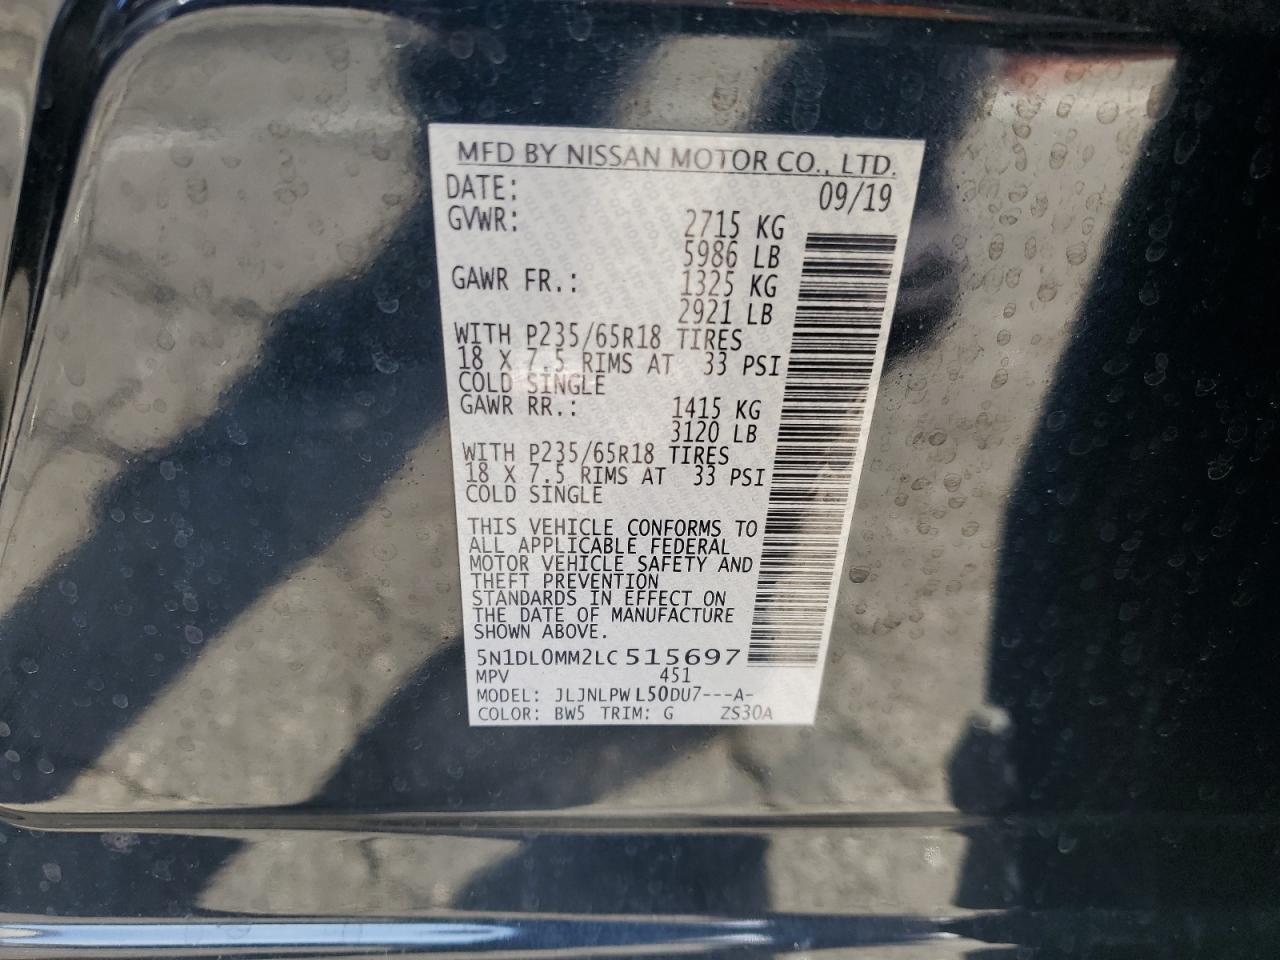 MFD BY NISSAN MOTOR CO., LTD.
DATE: 09/19
GVWR: 2715 KG
5986 LB
GAWR FR.: 1325 KG
2921 LB
WITH P235/65R18 TIRES
18 X 7.5 RIMS AT 33 PSI
COLD SINGLE
GAWR RR.: 1415 KG
3120 LB
WITH P235/65R18 TIRES
18 X 7.5 RIMS AT 33 PSI
COLD SINGLE
THIS VEHICLE CONFORMS TO
ALL APPLICABLE FEDERAL
MOTOR VEHICLE SAFETY AND
THEFT PREVENTION
STANDARDS IN EFFECT ON
THE DATE OF MANUFACTURE
SHOWN ABOVE.
5N1DL0MM2LC 515697
MPV 451
MODEL: JLJNLPW L50DU7---A-
COLOR: BW5 TRIM: G ZS30A